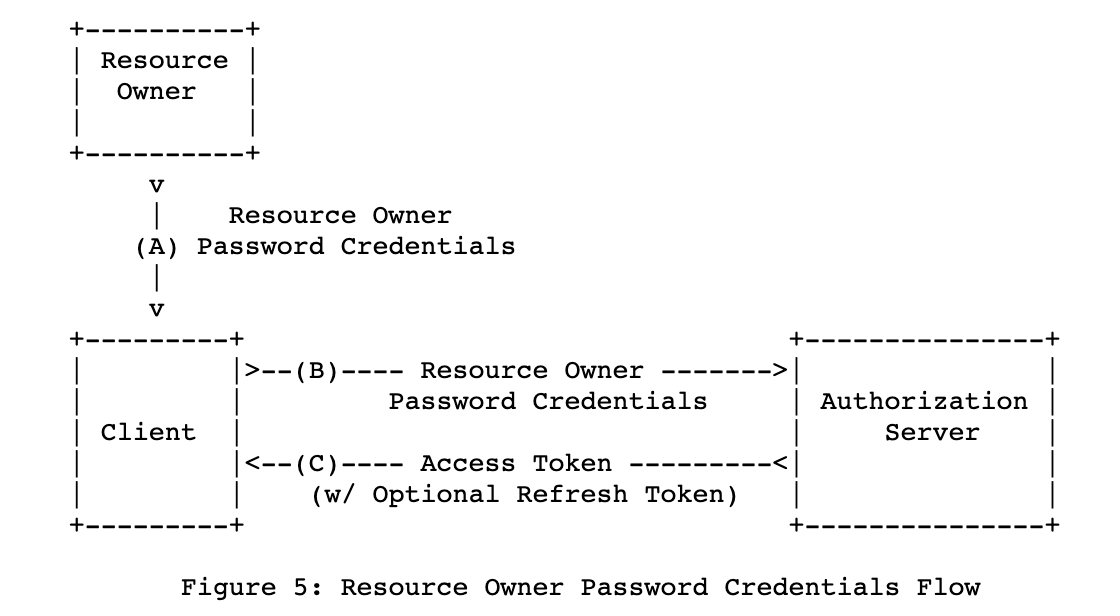 +----------+
| Resource |
|  Owner   |
|          |
+----------+
     v
     |    Resource Owner
    (A) Password Credentials
     |
     v
+---------+                                  +---------------+
|         |>--(B)---- Resource Owner ------->|               |
|         |         Password Credentials     | Authorization |
| Client  |                                  |     Server    |
|         |<--(C)---- Access Token ---------<|               |
|         |    (w/ Optional Refresh Token)   |               |
+---------+                                  +---------------+
Figure 5: Resource Owner Password Credentials Flow